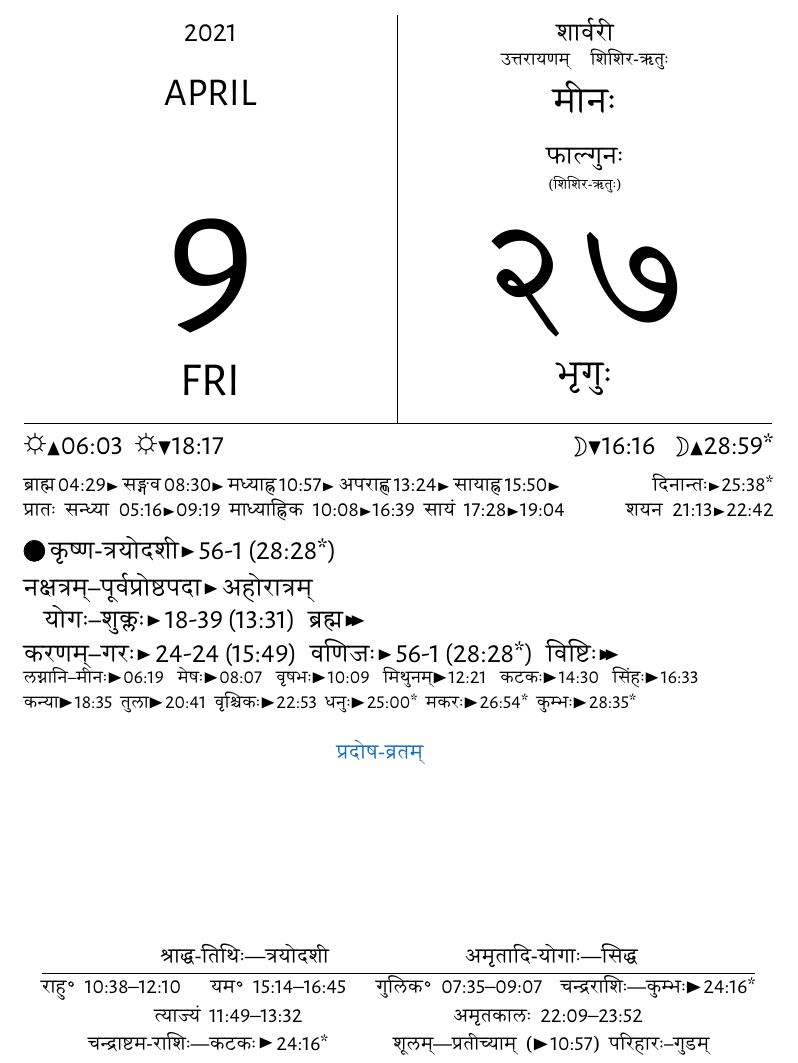 2021
APRIL
9
FRI
शार्वरी
उत्तरायणम् शिशिर-ऋतुः
मीनः
फाल्गुनः
(शिशिर-ऋतुः)
२७
भृगुः
☼▲06:03 ☼▼18:17 ☽▼16:16 ☽▲28:59*
ब्राह्म 04:29► सङ्गव 08:30► मध्याह्न 10:57► अपराह्ण 13:24► सायाह्न 15:50► दिनान्तः►25:38*
प्रातः सन्ध्या 05:16►09:19 माध्याह्निक 10:08►16:39 सायं 17:28►19:04 शयन 21:13►22:42
●कृष्ण-त्रयोदशी►56-1 (28:28*)
नक्षत्रम्–पूर्वप्रोष्ठपदा► अहोरात्रम्
योगः–शुक्लः►18-39 (13:31) ब्रह्म►►
करणम्–गरः►24-24 (15:49) वणिजः►56-1 (28:28*) विष्टिः►►
लग्नानि–मीनः►06:19 मेषः►08:07 वृषभः►10:09 मिथुनम्►12:21 कटकः►14:30 सिंहः►16:33
कन्या►18:35 तुला►20:41 वृश्चिकः►22:53 धनुः►25:00* मकरः►26:54* कुम्भः►28:35*
प्रदोष-व्रतम्
श्राद्ध-तिथिः—त्रयोदशी अमृतादि-योगाः—सिद्ध
राहु॰ 10:38–12:10 यम॰ 15:14–16:45 गुलिक॰ 07:35–09:07 चन्द्रराशिः—कुम्भः►24:16*
त्याज्यं 11:49–13:32 अमृतकालः 22:09–23:52
चन्द्राष्टम-राशिः—कटकः►24:16* शूलम्—प्रतीच्याम् (►10:57) परिहारः–गुडम्